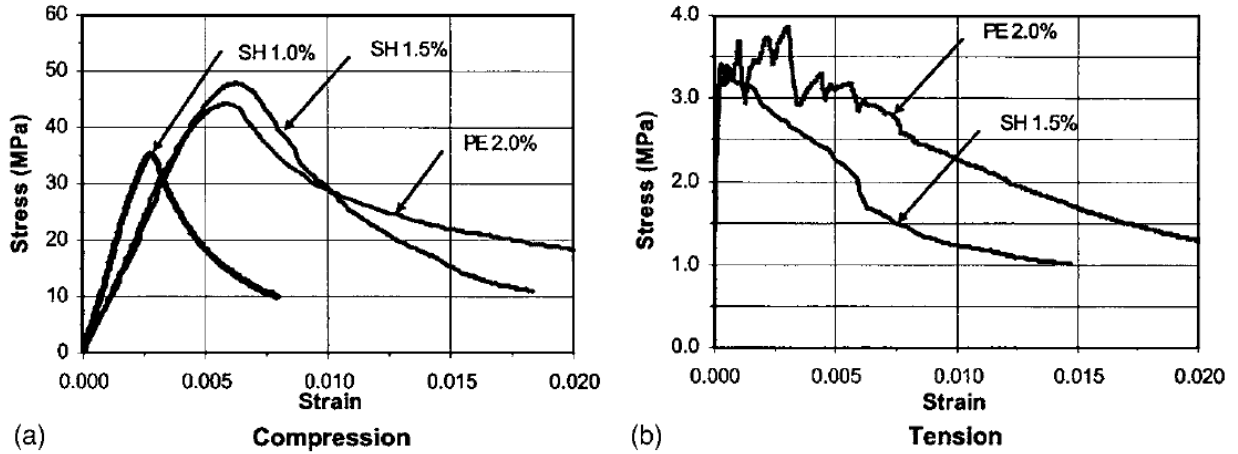 60
50
40
30
20
10
0
Stress (MPa)
SH 1.0%
SH 1.5%
PE 2.0%
0.000
0.005
0.010
0.015
0.020
Strain
(a)
Compression
4.0
3.0
2.0
1.0
0.0
Stress (MPa)
PE 2.0%
SH 1.5%
0.000
0.005
0.010
0.015
0.020
Strain
(b)
Tension